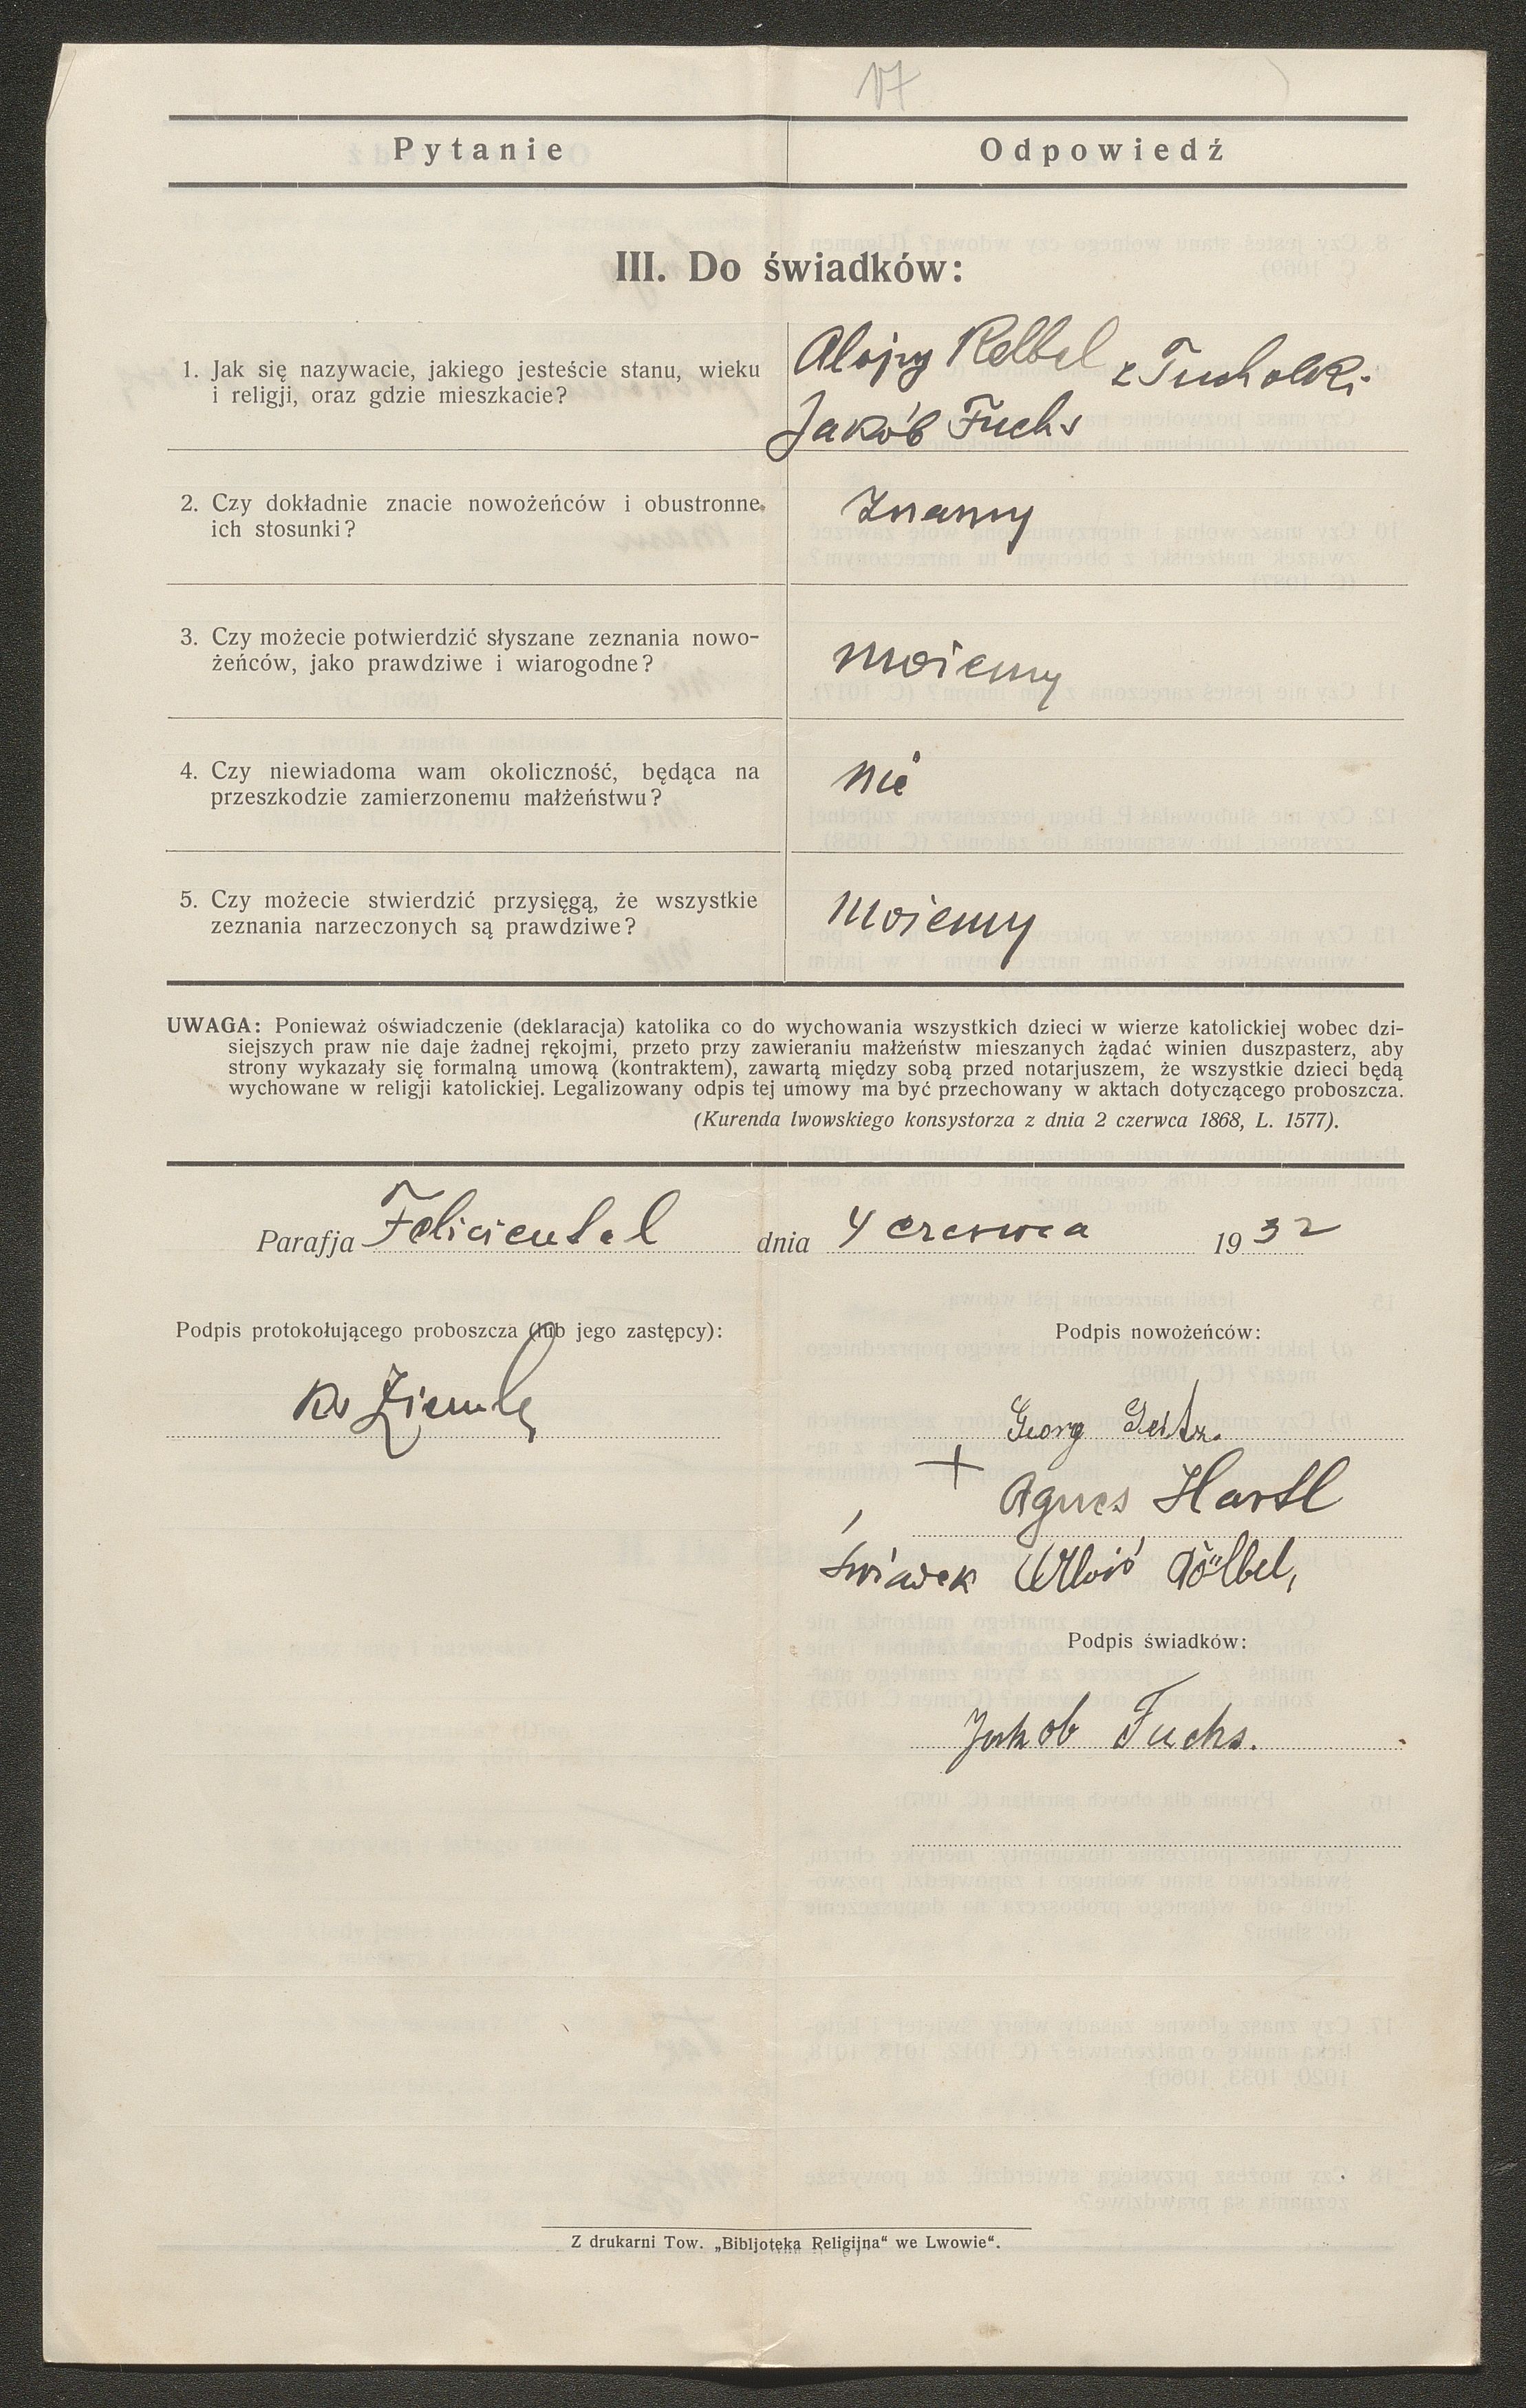 17
Pytanie Odpowiedź
III. Do świadków:
1. Jak się nazywacie, jakiego jesteście stanu, wieku
i religji, oraz gdzie mieszkacie?
Alojzy Relbel z Tucholki
Jakób Fuchs
2. Czy dokładnie znacie nowożeńców i obustronne
ich stosunki?
Znamy
3. Czy możecie potwierdzić słyszane zeznania nowo-
żeńców, jako prawdziwe i wiarogodne?
możemy
4. Czy niewiadoma wam okoliczność, będąca na
przeszkodzie zamierzonemu małżeństwu?
nie
5. Czy możecie stwierdzić przysięgą, że wszystkie
zeznania narzeczonych są prawdziwe?
możemy
UWAGA: Ponieważ oświadczenie (deklaracja) katolika co do wychowania wszystkich dzieci w wierze katolickiej wobec dzi-
siejszych praw nie daje żadnej rękojmi, przeto przy zawieraniu małżeństw mieszanych żądać winien duszpasterz, aby
strony wykazały się formalną umową (kontraktem), zawartą między sobą przed notarjuszem, że wszystkie dzieci będą
wychowane w religji katolickiej. Legalizowany odpis tej umowy ma być przechowany w aktach dotyczącego proboszcza.
(Kurenda lwowskiego konsystorza z dnia 2 czerwca 1868, L. 1577).
Parafja Felicientel dnia 4 czerwca 1932
Podpis protokołującego proboszcza (lub jego zastępcy): Podpis nowożeńców:
Ks Ziemla
Georg
+ Agnes Hartl
świadek Alois Rölbel,
Podpis świadków:
Jakob Fuchs.
Z drukarni Tow. „Bibljoteka Religijna“ we Lwowie“.